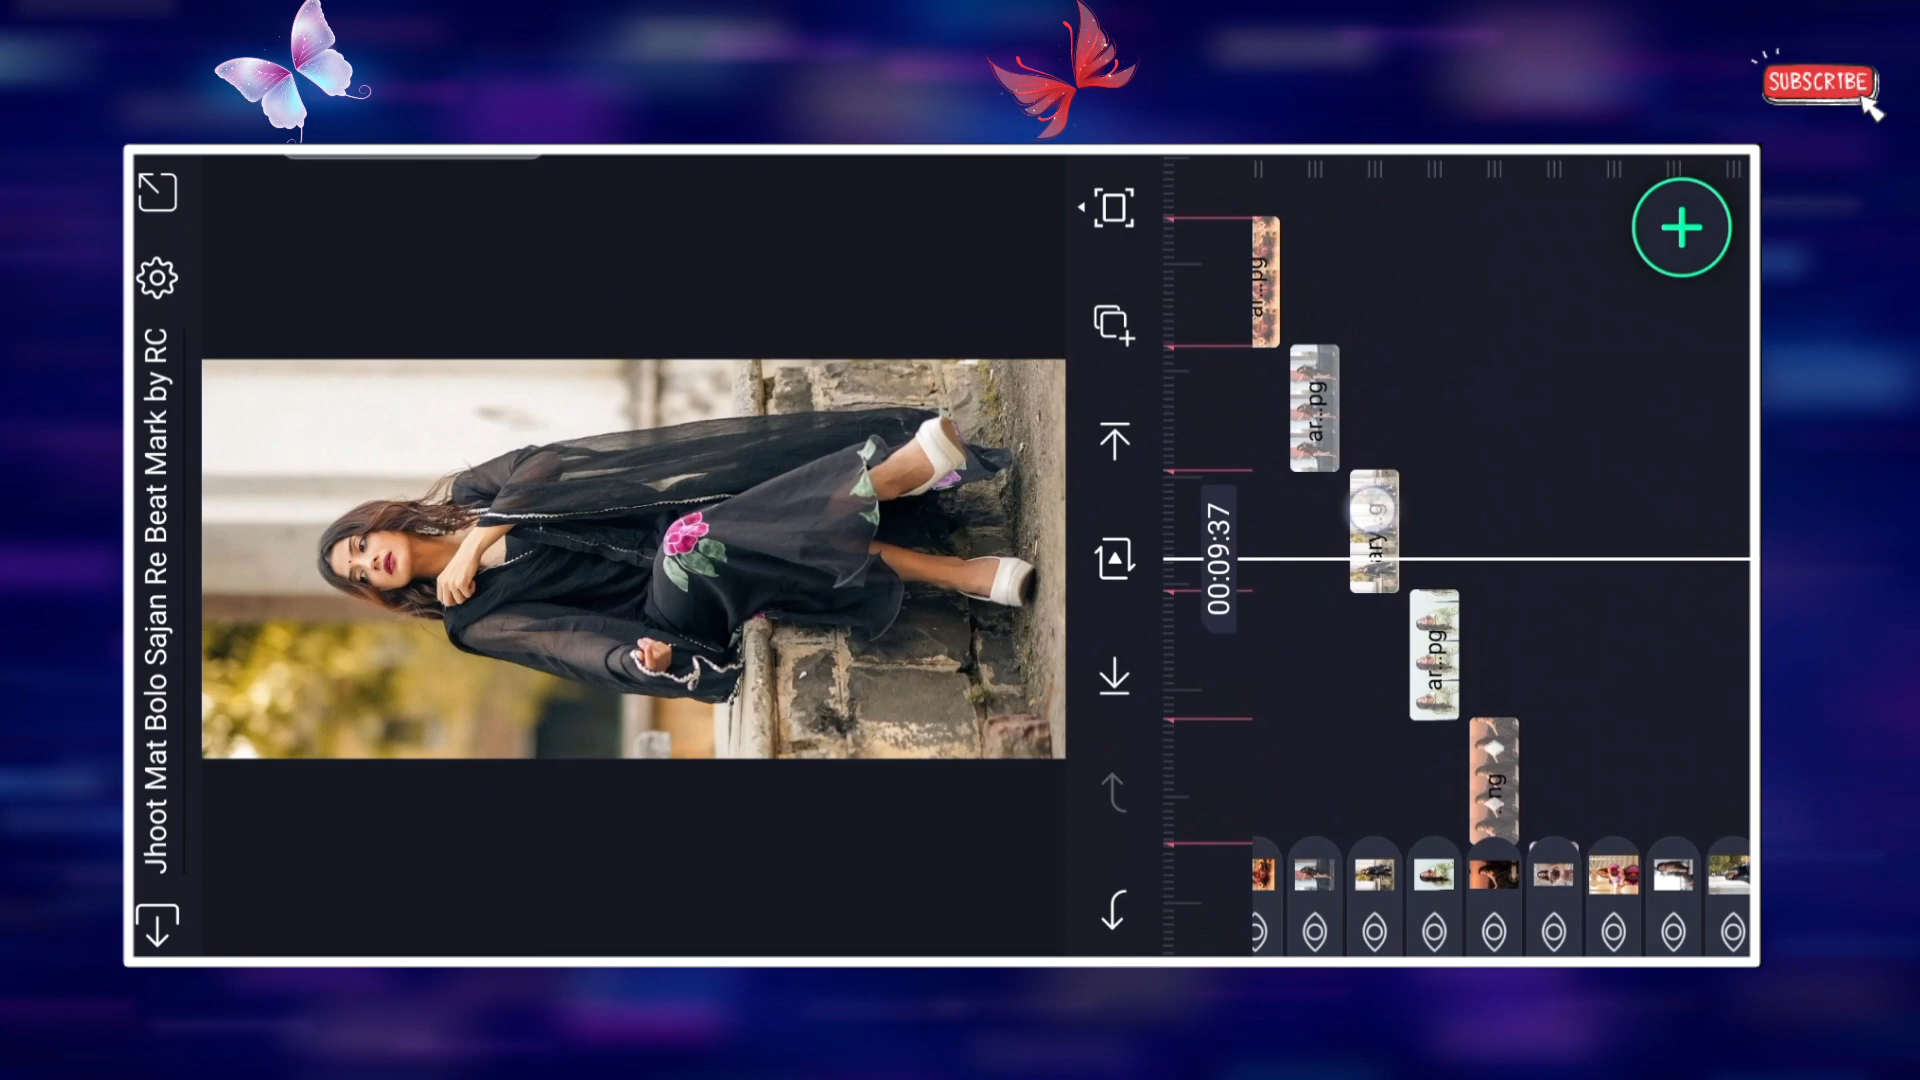 SUBSCRIBE
Jhoot Mat Bolo Sajan Re Beat Mark by RC
00:09:37
ar...pg
ar...pg
ar...pg